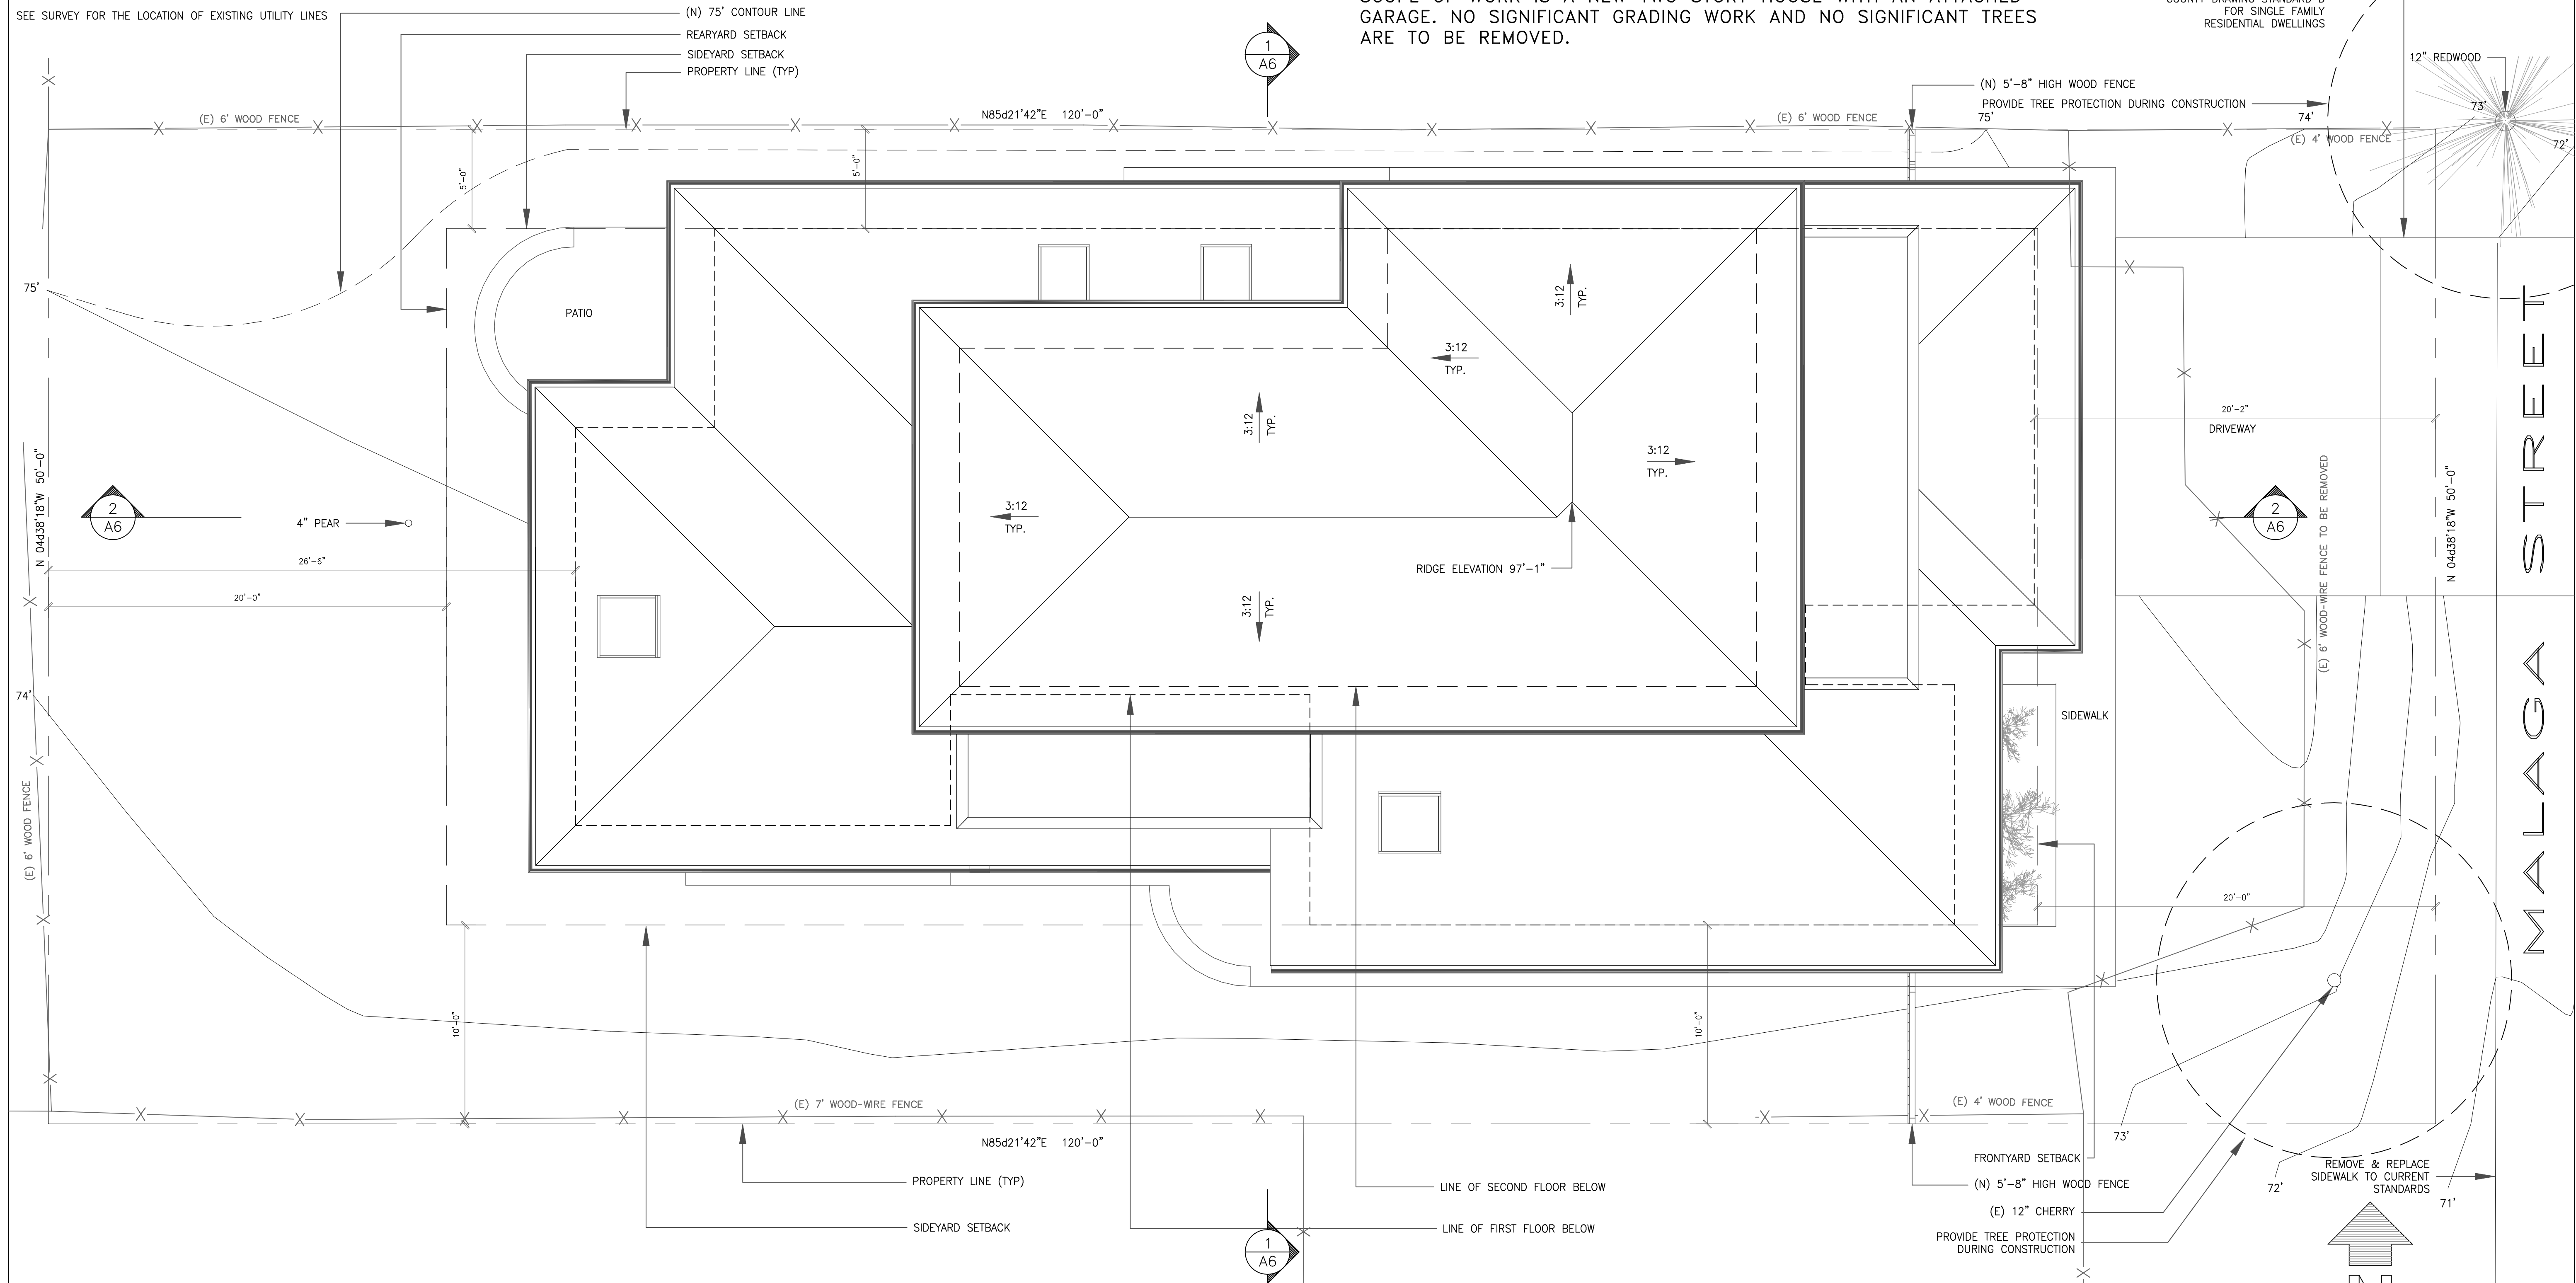 SEE SURVEY FOR THE LOCATION OF EXISTING UTILITY LINES
(N) 75' CONTOUR LINE
REARYARD SETBACK
SIDEYARD SETBACK
PROPERTY LINE (TYP)
1
A6
GARAGE. NO SIGNIFICANT GRADING WORK AND NO SIGNIFICANT TREES
ARE TO BE REMOVED.
FOR SINGLE FAMILY
RESIDENTIAL DWELLINGS
12" REDWOOD
(N) 5'-8" HIGH WOOD FENCE
PROVIDE TREE PROTECTION DURING CONSTRUCTION
73'
(E) 6' WOOD FENCE
N85d21'42"E 120'-0"
(E) 6' WOOD FENCE
75'
74'
(E) 4' WOOD FENCE
72'
5'-0"
5'-0"
75'
PATIO
3:12
TYP.
3:12
TYP.
3:12
TYP.
3:12
TYP.
3:12
TYP.
3:12
TYP.
20'-2"
DRIVEWAY
N 04d38'18"W 50'-0"
2
A6
4" PEAR
26'-6"
20'-0"
RIDGE ELEVATION 97'-1"
2
A6
(E) 6' WOOD-WIRE FENCE TO BE REMOVED
N 04d38'18"W 50'-0"
MALAGA STREET
74'
SIDEWALK
(E) 6' WOOD FENCE
20'-0"
10'-0"
10'-0"
(E) 7' WOOD-WIRE FENCE
(E) 4' WOOD FENCE
N85d21'42"E 120'-0"
73'
FRONTYARD SETBACK
REMOVE & REPLACE
SIDEWALK TO CURRENT
STANDARDS
PROPERTY LINE (TYP)
LINE OF SECOND FLOOR BELOW
(N) 5'-8" HIGH WOOD FENCE
72'
71'
(E) 12" CHERRY
SIDEYARD SETBACK
LINE OF FIRST FLOOR BELOW
1
A6
PROVIDE TREE PROTECTION
DURING CONSTRUCTION